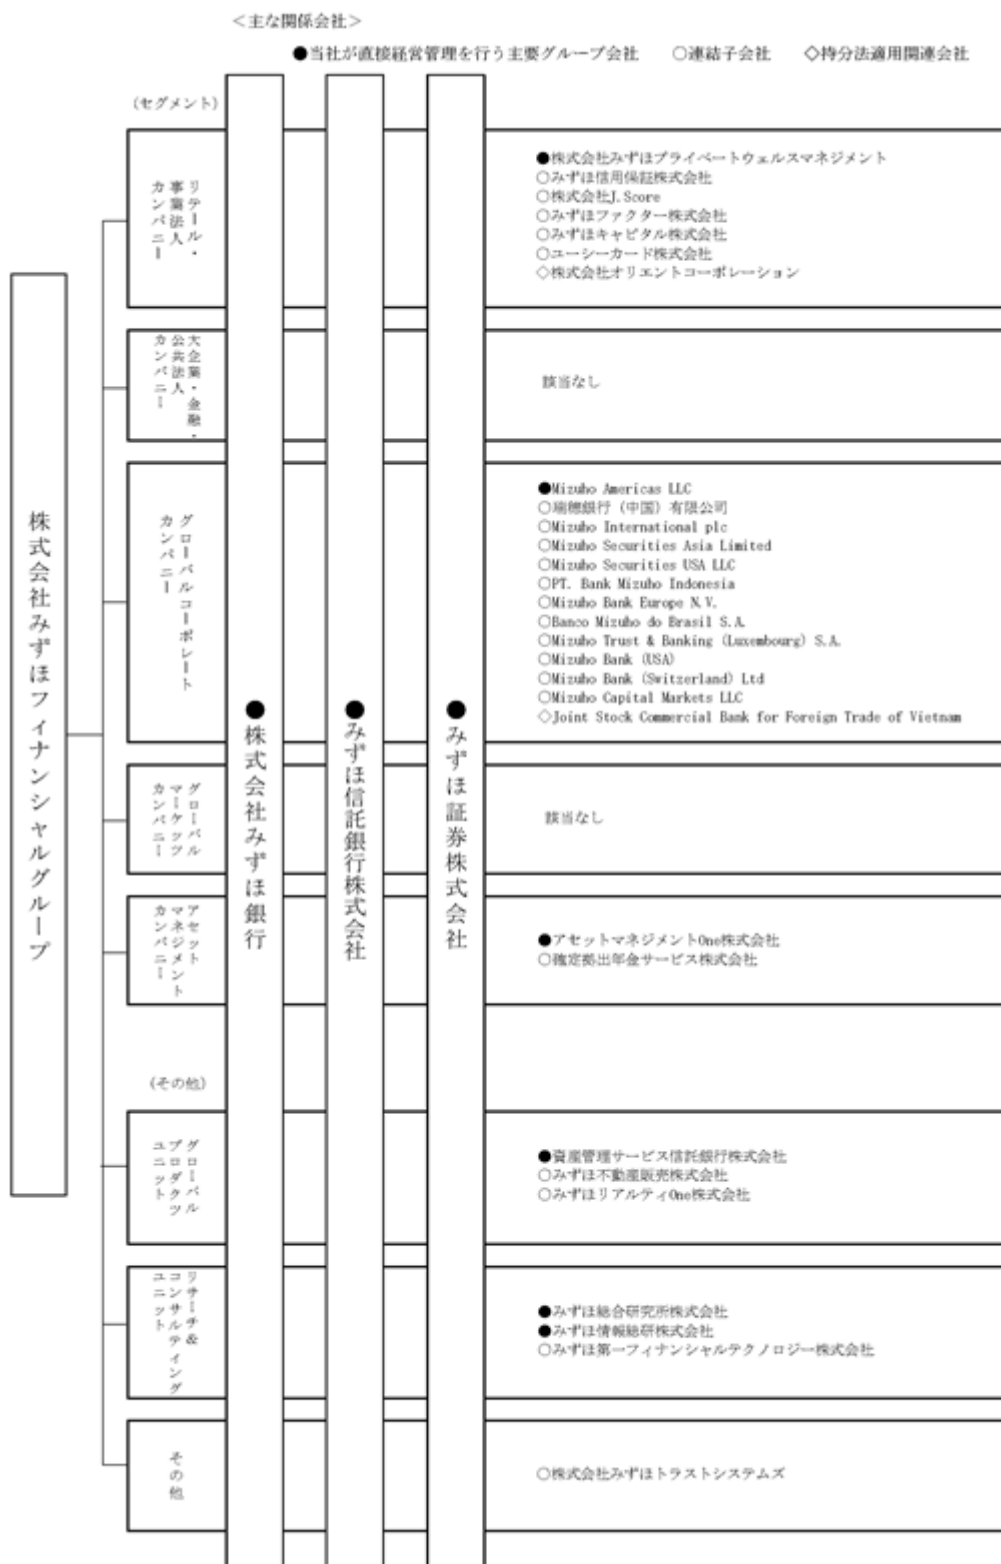 ＜主な関係会社＞
●当社が直接経営管理を行う主要グループ会社　○連結子会社　◇持分法適用関連会社
(セグメント)
株式会社みずほフィナンシャルグループ
●株式会社みずほ銀行
●みずほ信託銀行株式会社
●みずほ証券株式会社
リテール・
事業法人
カンパニー
●株式会社みずほプライベートウェルスマネジメント
○みずほ信用保証株式会社
○株式会社J.Score
○みずほファクター株式会社
○みずほキャピタル株式会社
○ユーシーカード株式会社
◇株式会社オリエントコーポレーション
大企業・金融・
公共法人
カンパニー
該当なし
グローバルコーポレート
カンパニー
●Mizuho Americas LLC
○瑞穂銀行（中国）有限公司
○Mizuho International plc
○Mizuho Securities Asia Limited
○Mizuho Securities USA LLC
○PT. Bank Mizuho Indonesia
○Mizuho Bank Europe N.V.
○Banco Mizuho do Brasil S.A.
○Mizuho Trust & Banking (Luxembourg) S.A.
○Mizuho Bank (USA)
○Mizuho Bank (Switzerland) Ltd
○Mizuho Capital Markets LLC
◇Joint Stock Commercial Bank for Foreign Trade of Vietnam
グローバル
マーケッツ
カンパニー
該当なし
アセット
マネジメント
カンパニー
●アセットマネジメントOne株式会社
○確定拠出年金サービス株式会社
(その他)
グローバル
プロダクツ
ユニット
●資産管理サービス信託銀行株式会社
○みずほ不動産販売株式会社
○みずほリアルティOne株式会社
リサーチ&
コンサルティング
ユニット
●みずほ総合研究所株式会社
●みずほ情報総研株式会社
○みずほ第一フィナンシャルテクノロジー株式会社
その他
○株式会社みずほトラストシステムズ